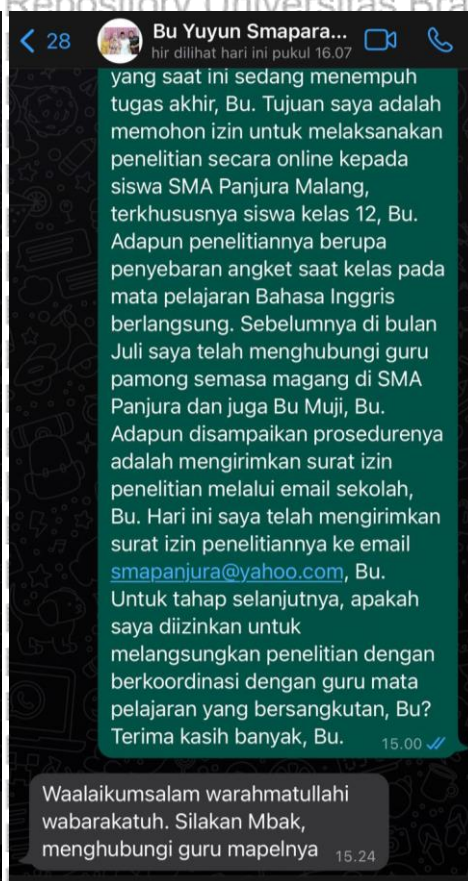 Repository Universitas Bra
28
Bu Yuyun Smapara...
hir dilihat hari ini pukul 16.07
yang saat ini sedang menempuh
tugas akhir, Bu. Tujuan saya adalah
memohon izin untuk melaksanakan
penelitian secara online kepada
siswa SMA Panjura Malang,
terkhususnya siswa kelas 12, Bu.
Adapun penelitiannya berupa
penyebaran angket saat kelas pada
mata pelajaran Bahasa Inggris
berlangsung. Sebelumnya di bulan
Juli saya telah menghubungi guru
pamong semasa magang di SMA
Panjura dan juga Bu Muji, Bu.
Adapun disampaikan prosedurenya
adalah mengirimkan surat izin
penelitian melalui email sekolah,
Bu. Hari ini saya telah mengirimkan
surat izin penelitiannya ke email
smapanjura@yahoo.com, Bu.
Untuk tahap selanjutnya, apakah
saya diizinkan untuk
melangsungkan penelitian dengan
berkoordinasi dengan guru mata
pelajaran yang bersangkutan, Bu?
Terima kasih banyak, Bu.
15.00
Waalaikumsalam warahmatullahi
wabarakatuh. Silakan Mbak,
menghubungi guru mapelnya
15.24